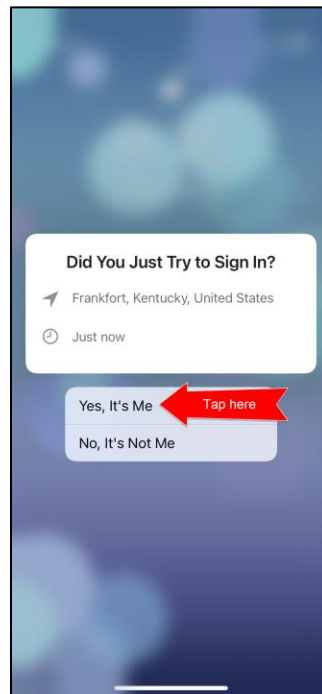 Did You Just Try to Sign In?
Frankfort, Kentucky, United States
Just now
Yes, It's Me
Tap here
No, It's Not Me